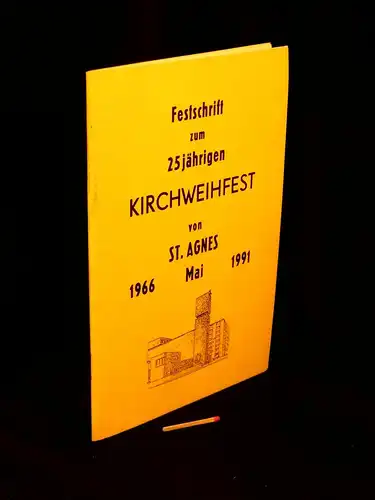 Festschrift
zum
25jährigen
KIRCHWEIHFEST
von
ST. AGNES
1966 Mai 1991